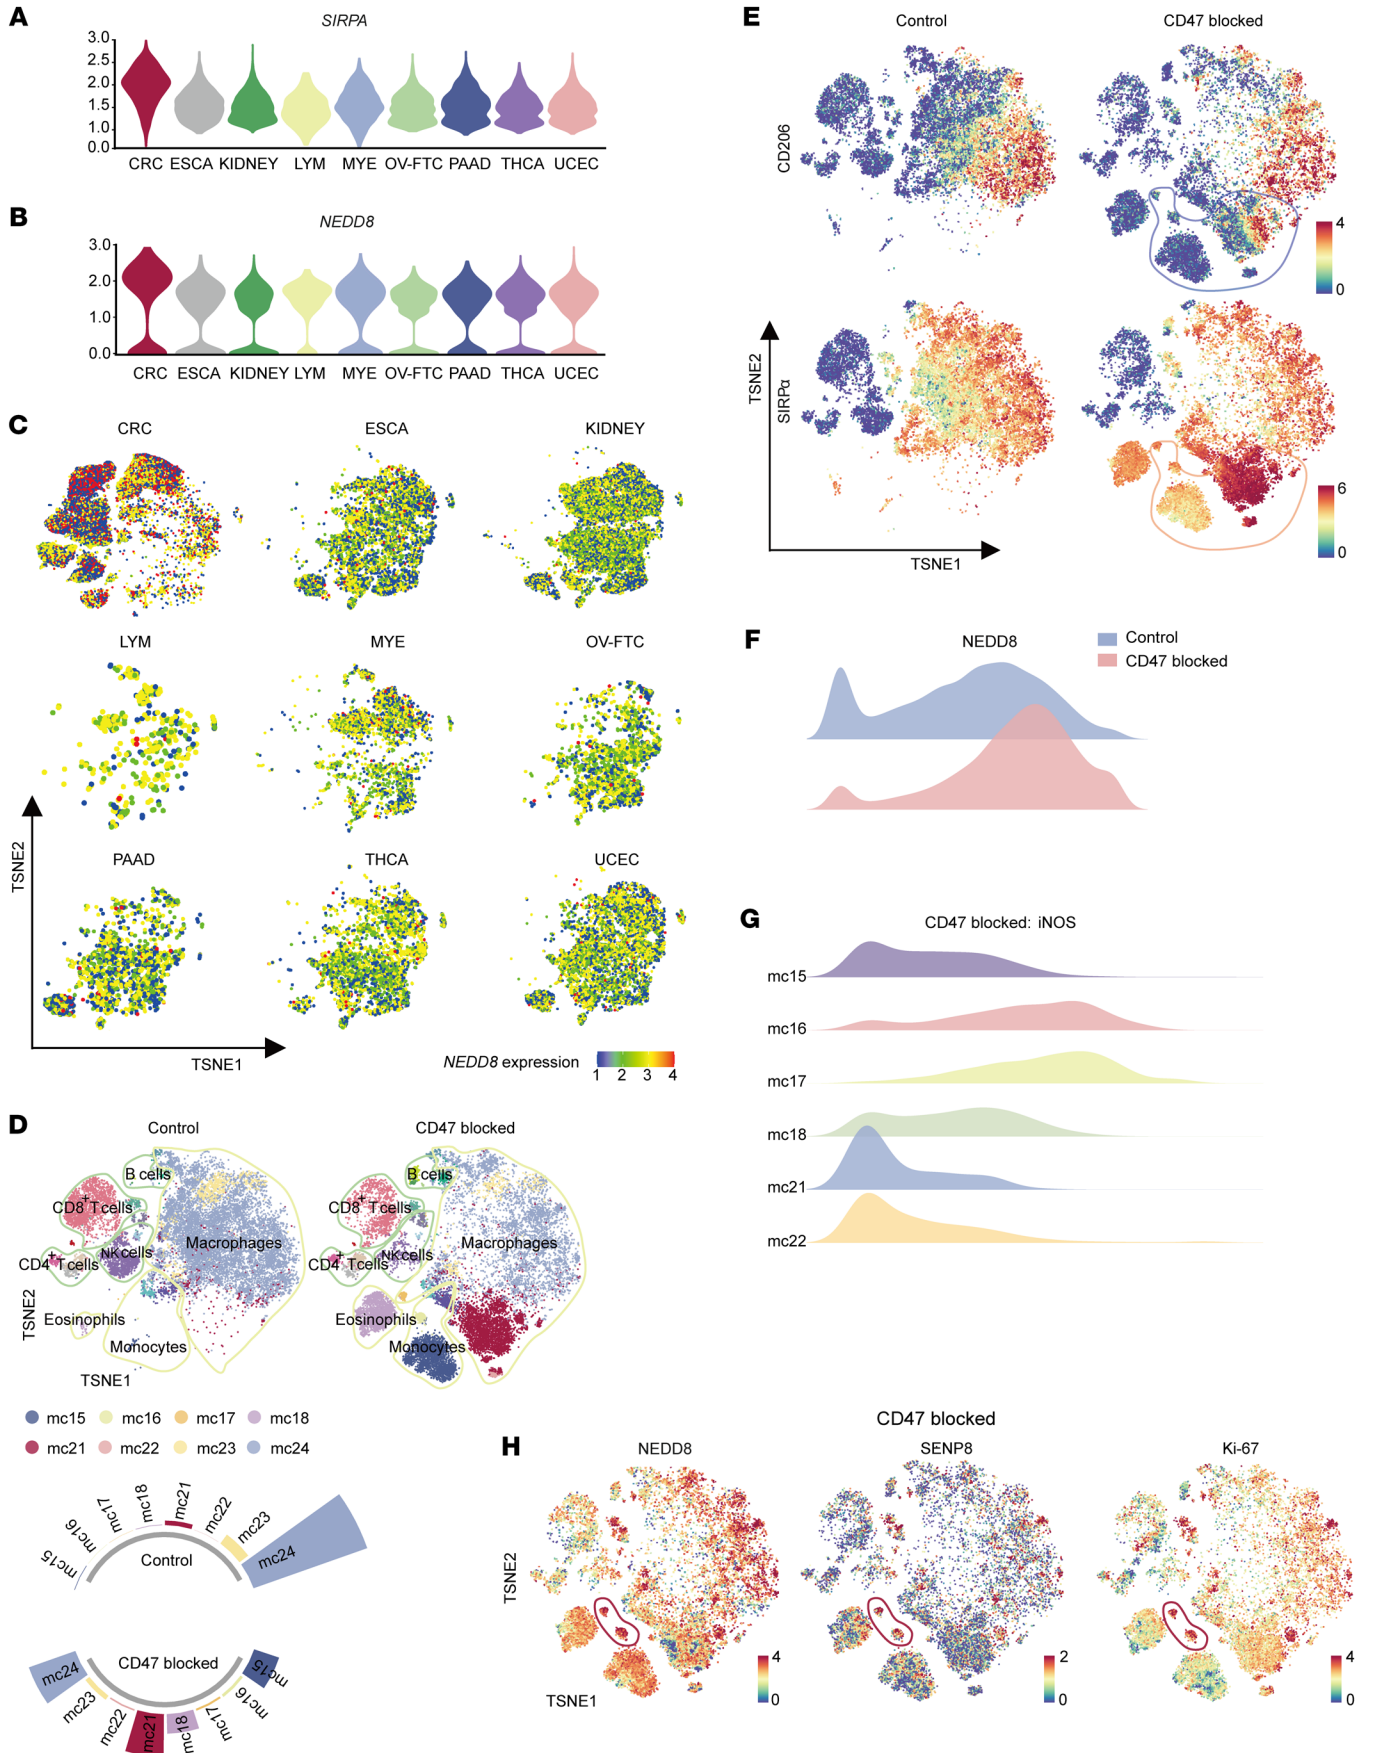 A
SIRPA
3.0
2.5
2.0
1.5
1.0
0.0
CRC ESCA KIDNEY LYM MYE OV-FTC PAAD THCA UCEC
B
NEDD8
3.0
2.0
1.0
0.0
CRC ESCA KIDNEY LYM MYE OV-FTC PAAD THCA UCEC
C
CRC ESCA KIDNEY
LYM MYE OV-FTC
PAAD THCA UCEC
TSNE2
TSNE1
NEDD8 expression
1 2 3 4
D
Control CD47 blocked
B cells
CD8+ T cells
NK cells
CD4+ T cells
Macrophages
Eosinophils
Monocytes
B cells
CD8+ T cells
NK cells
CD4+ T cells
Macrophages
Eosinophils
Monocytes
TSNE2
TSNE1
mc15 mc16 mc17 mc18
mc21 mc22 mc23 mc24
mc15 mc16 mc17 mc18 mc21 mc22 mc23 mc24
Control
CD47 blocked
mc24 mc23 mc22 mc21 mc18 mc17 mc16 mc15
E
Control CD47 blocked
CD206
4
0
SIRPα
6
0
TSNE2
TSNE1
F
NEDD8
Control
CD47 blocked
G
CD47 blocked: iNOS
mc15
mc16
mc17
mc18
mc21
mc22
H
CD47 blocked
NEDD8 SENP8 Ki-67
TSNE2
TSNE1
4
0
2
0
4
0